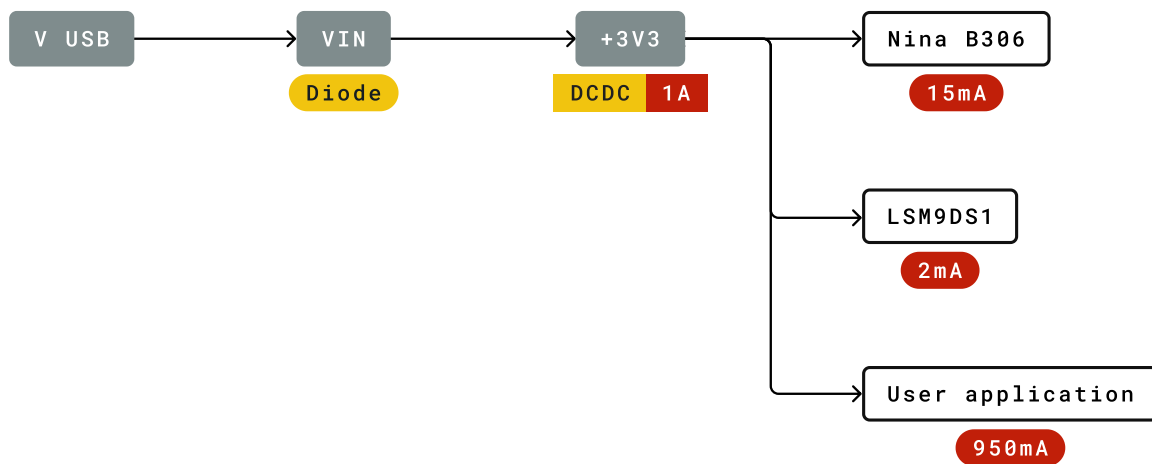 V USB
VIN
+3V3
Nina B306
Diode
DCDC
1A
15mA
LSM9DS1
2mA
User application
950mA